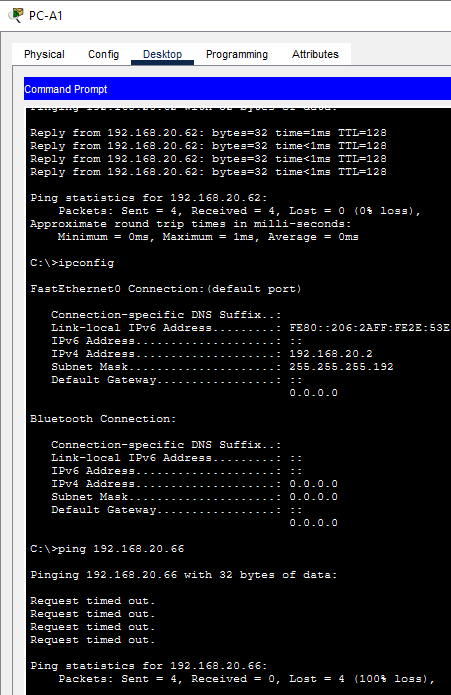 PC-A1
Physical Config Desktop Programming Attributes
Command Prompt
Pinging 192.168.20.62 with 32 bytes of data:
Reply from 192.168.20.62: bytes=32 time=1ms TTL=128
Reply from 192.168.20.62: bytes=32 time<1ms TTL=128
Reply from 192.168.20.62: bytes=32 time<1ms TTL=128
Reply from 192.168.20.62: bytes=32 time<1ms TTL=128
Ping statistics for 192.168.20.62:
Packets: Sent = 4, Received = 4, Lost = 0 (0% loss),
Approximate round trip times in milli-seconds:
Minimum = 0ms, Maximum = 1ms, Average = 0ms
C:\>ipconfig
FastEthernet0 Connection:(default port)
Connection-specific DNS Suffix..:
Link-local IPv6 Address.........: FE80::206:2AFF:FE2E:53E
IPv6 Address....................: ::
IPv4 Address....................: 192.168.20.2
Subnet Mask.....................: 255.255.255.192
Default Gateway.................: ::
0.0.0.0
Bluetooth Connection:
Connection-specific DNS Suffix..:
Link-local IPv6 Address.........: ::
IPv6 Address....................: ::
IPv4 Address....................: 0.0.0.0
Subnet Mask.....................: 0.0.0.0
Default Gateway.................: ::
0.0.0.0
C:\>ping 192.168.20.66
Pinging 192.168.20.66 with 32 bytes of data:
Request timed out.
Request timed out.
Request timed out.
Request timed out.
Ping statistics for 192.168.20.66:
Packets: Sent = 4, Received = 0, Lost = 4 (100% loss),